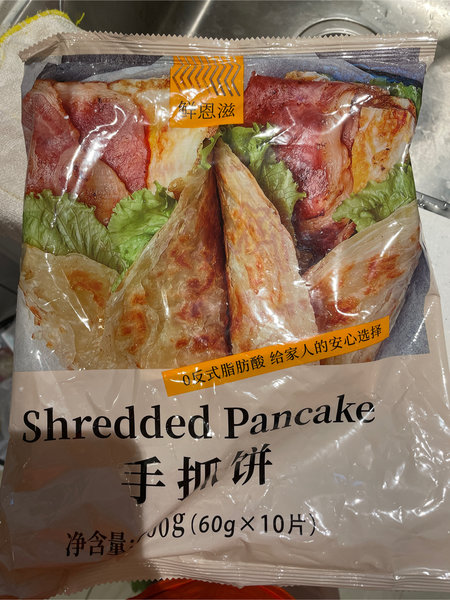 鲜恩滋
0反式脂肪酸 给家人的安心选择
Shredded Pancake
手抓饼
净含量:600g(60g×10片)